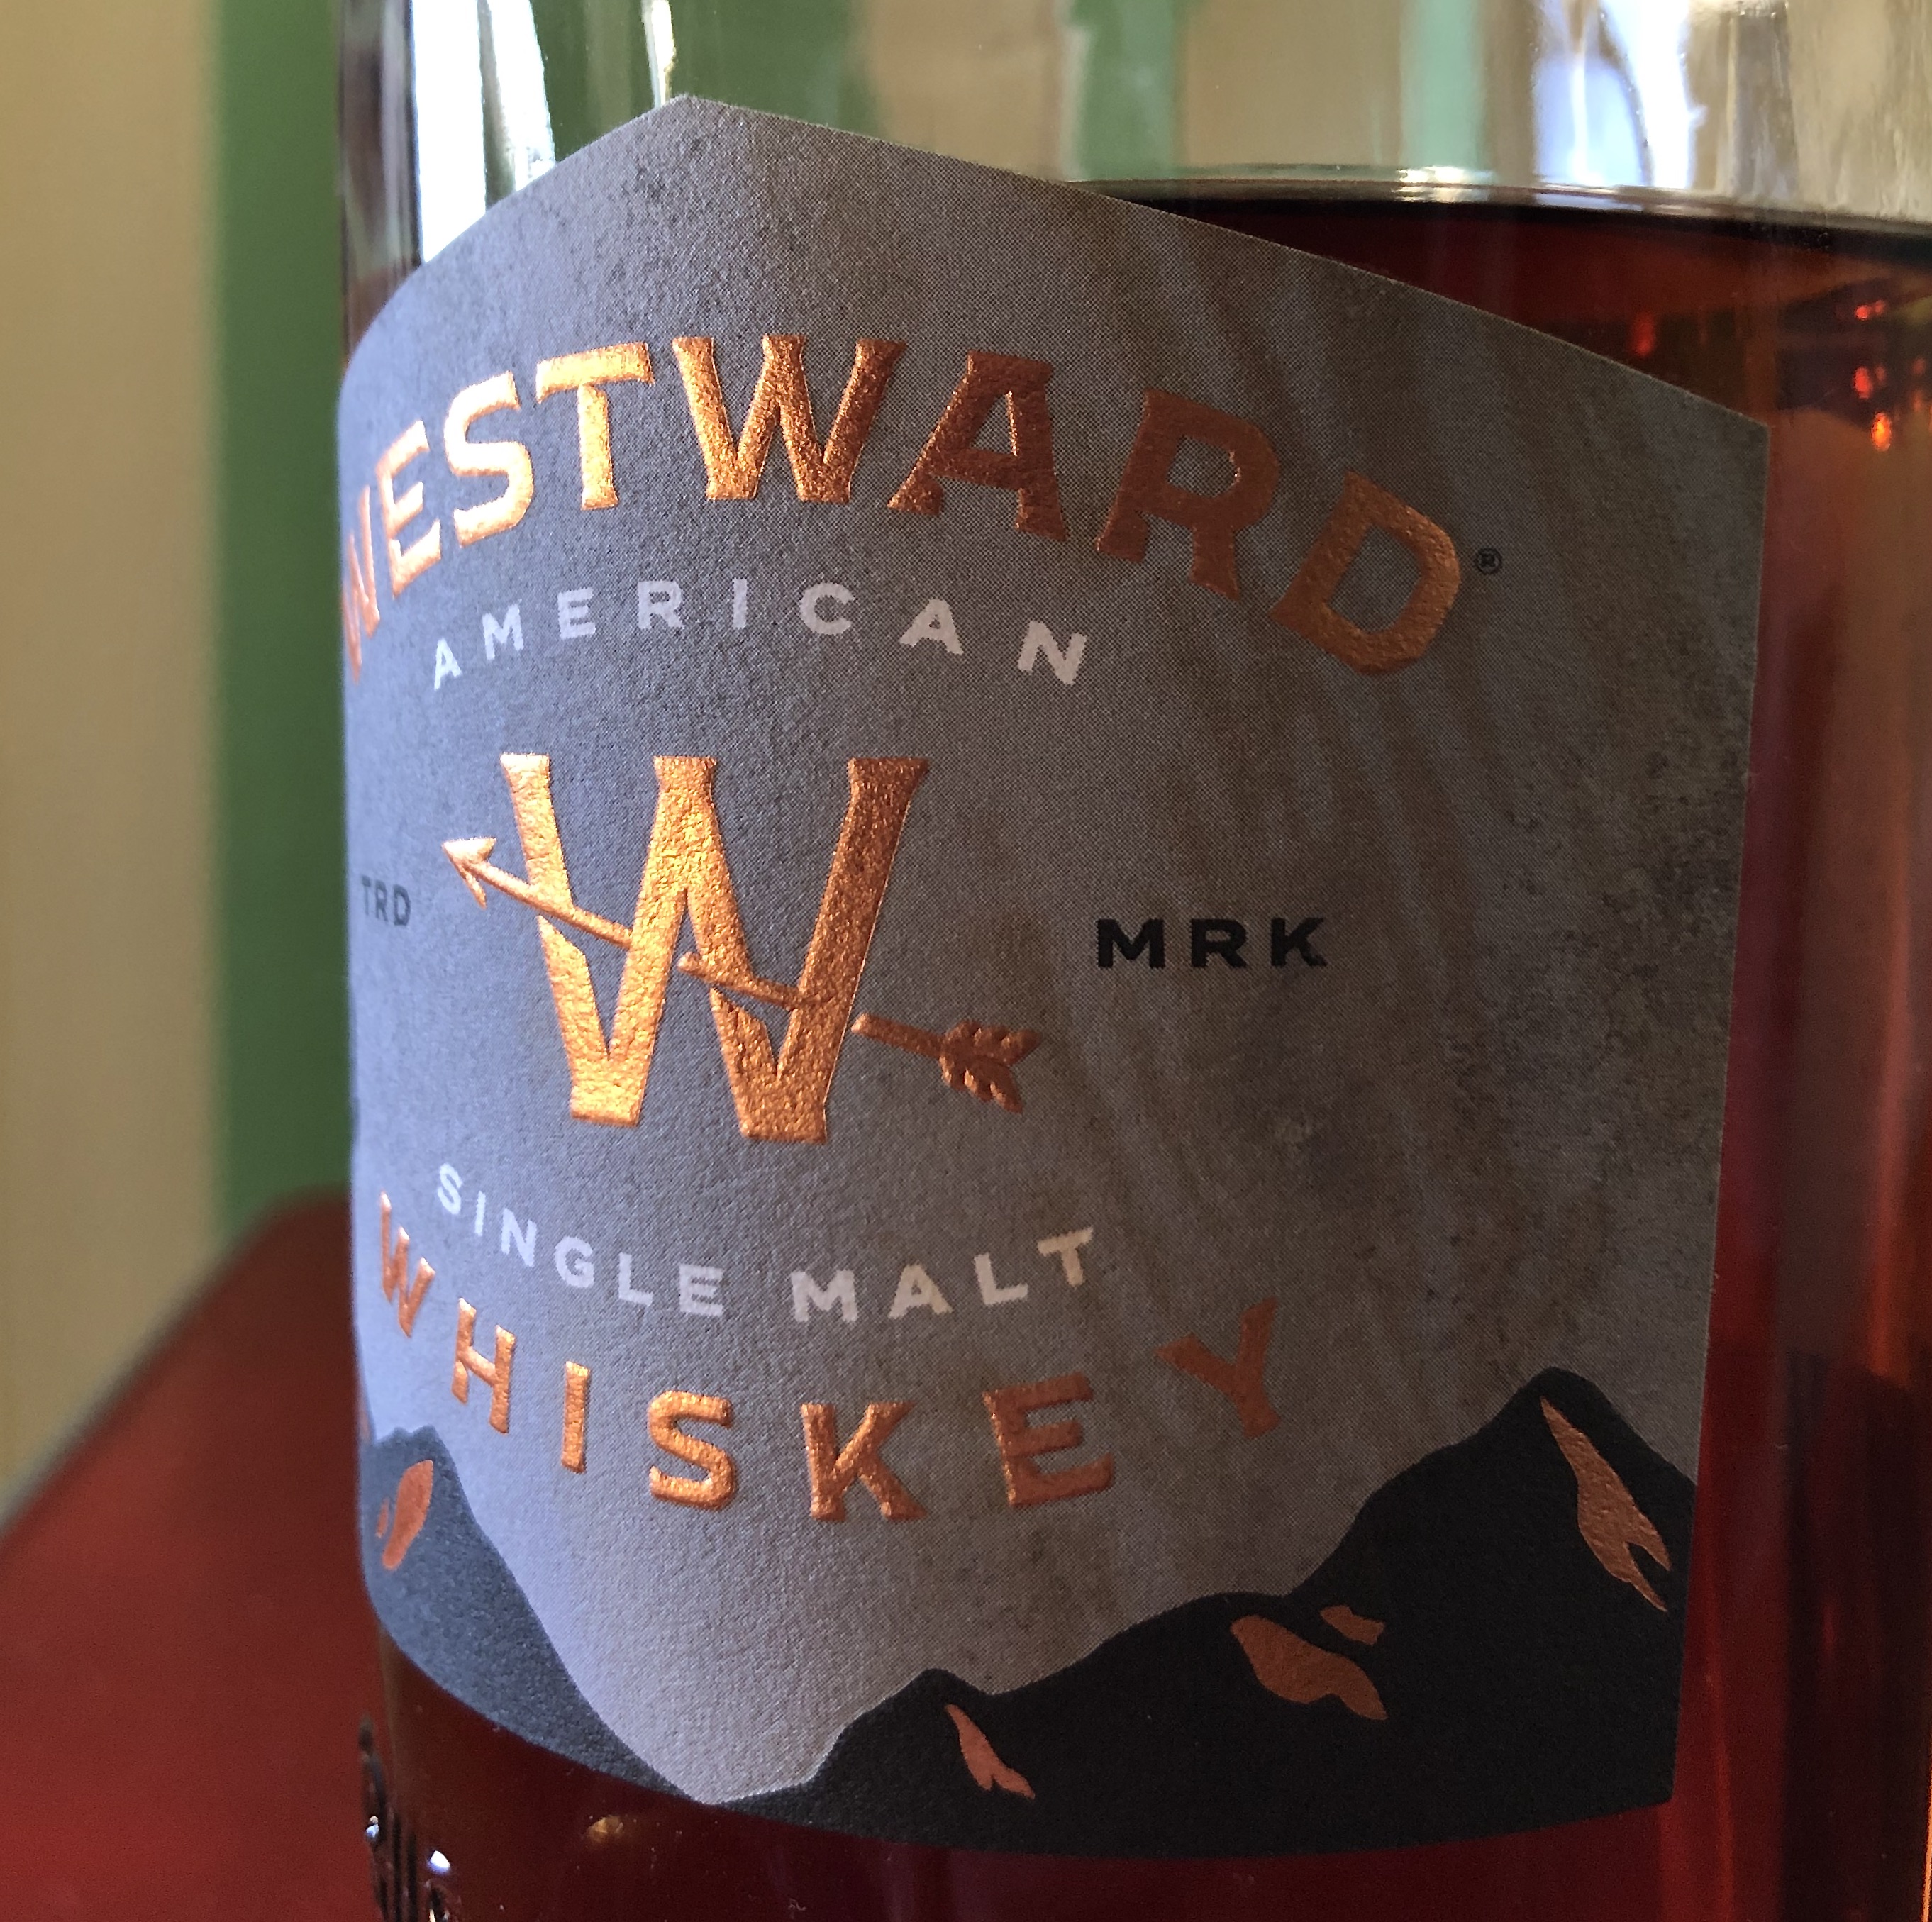 WESTWARD®
AMERICAN
TRD W MRK
SINGLE MALT
WHISKEY